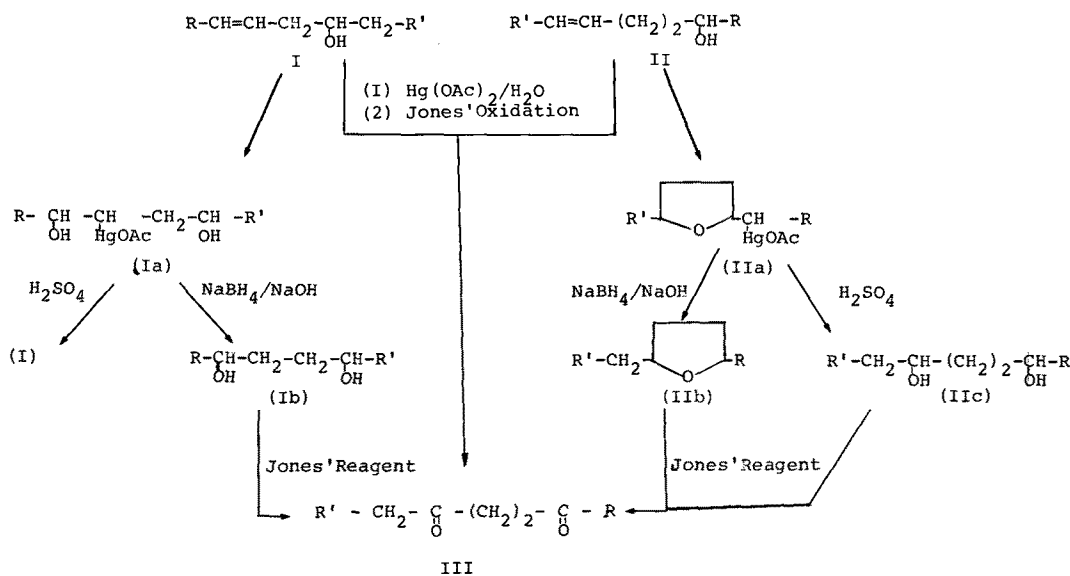 R-CH=CH-CH2-CH-CH2-R'
OH
I
R'-CH=CH-(CH2)2-CH-R
OH
II
(I) Hg(OAc)2/H2O
(2) Jones'Oxidation
R- CH -CH -CH2-CH -R'
OH HgOAc OH
(Ia)
R' O CH -R
HgOAc
(IIa)
H2SO4
NaBH4/NaOH
NaBH4/NaOH
H2SO4
(I)
R-CH-CH2-CH2-CH-R'
OH OH
(Ib)
R'-CH2 O R
(IIb)
R'-CH2-CH-(CH2)2-CH-R
OH OH
(IIc)
Jones'Reagent
Jones'Reagent
R' - CH2 - C -(CH2)2 -C - R
O O
III